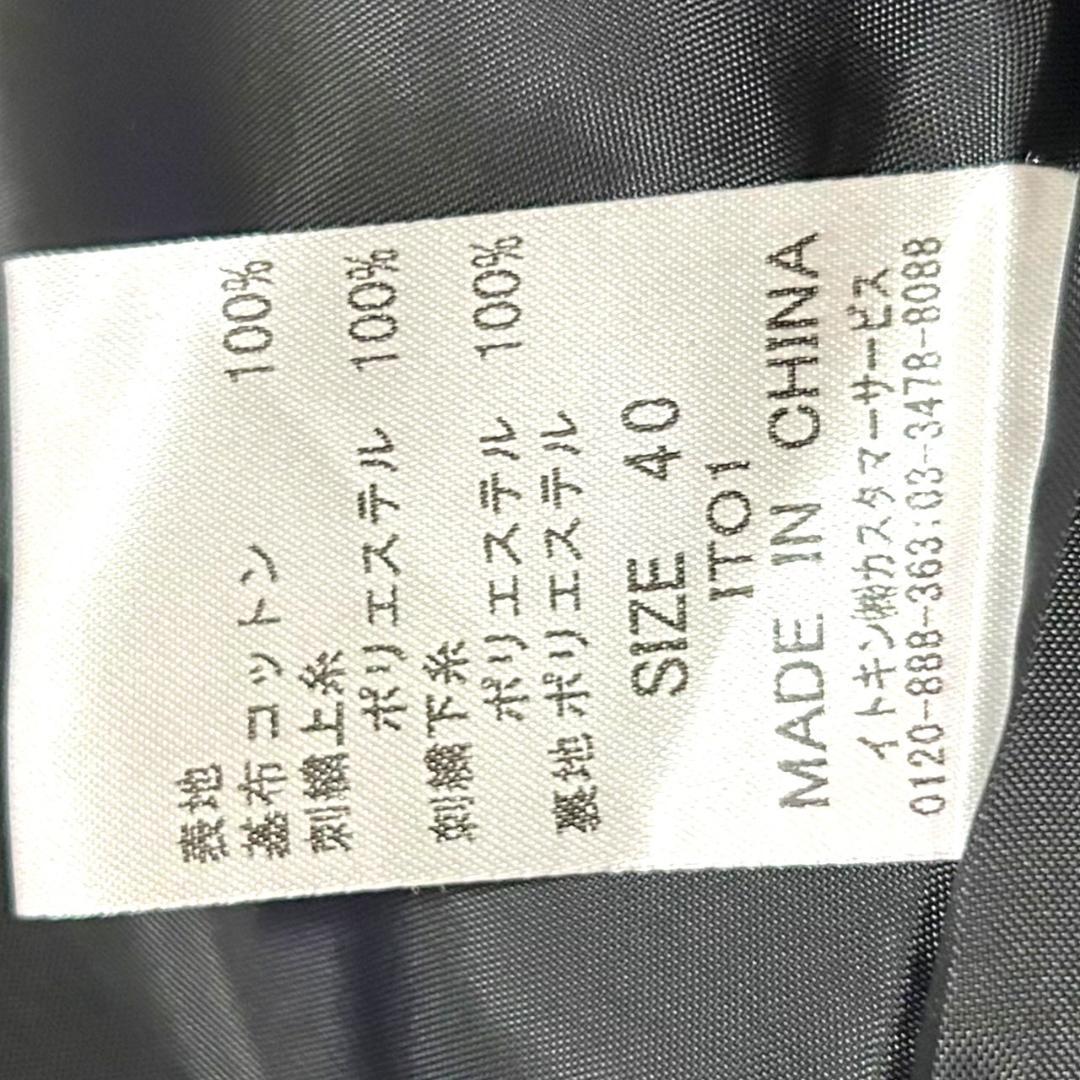 表地
基布 コットン 100%
刺繍上糸
ポリエステル 100%
刺繍下糸
ポリエステル 100%
裏地 ポリエステル
SIZE 40
ITO1
MADE IN CHINA
イトキン㈱カスタマーサービス
0120-888-363:03-3478-8088